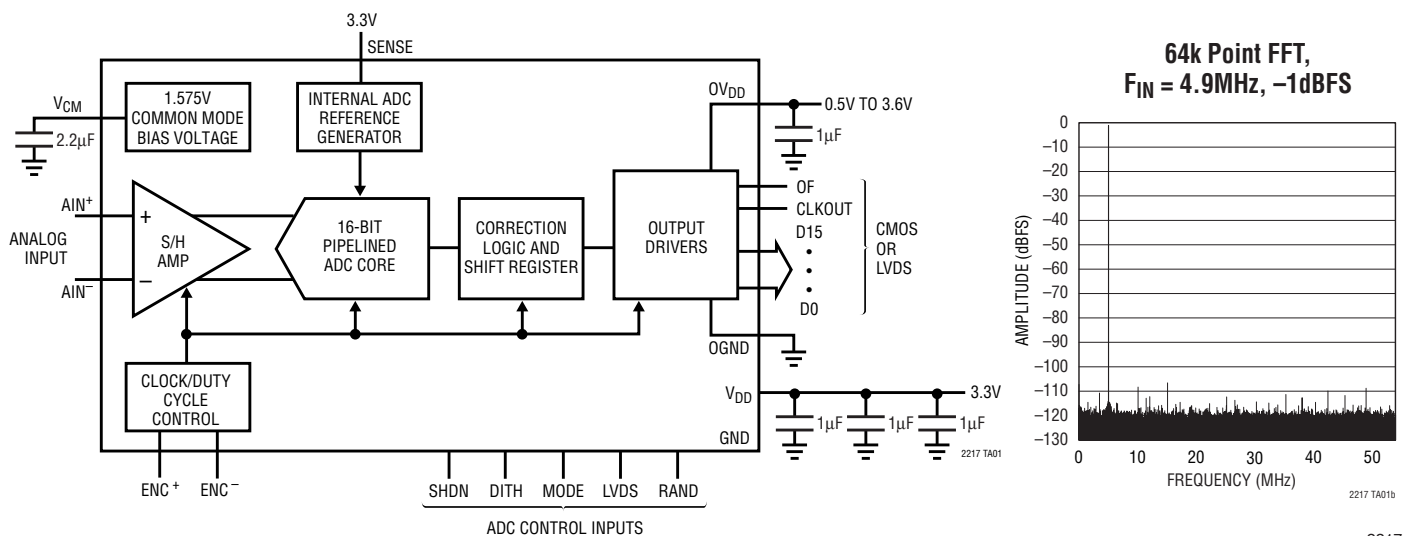 3.3V
SENSE
VCM
2.2μF
1.575V
COMMON MODE
BIAS VOLTAGE
INTERNAL ADC
REFERENCE
GENERATOR
OVDD
0.5V TO 3.6V
1μF
AIN+
ANALOG
INPUT
AIN−
+
−
S/H
AMP
16-BIT
PIPELINED
ADC CORE
CORRECTION
LOGIC AND
SHIFT REGISTER
OUTPUT
DRIVERS
OF
CLKOUT
D15
•
•
•
D0
CMOS
OR
LVDS
OGND
CLOCK/DUTY
CYCLE
CONTROL
VDD
3.3V
1μF
1μF
1μF
GND
2217 TA01
ENC+
ENC−
SHDN
DITH
MODE
LVDS
RAND
ADC CONTROL INPUTS
64k Point FFT,
FIN = 4.9MHz, –1dBFS
AMPLITUDE (dBFS)
0
–10
–20
–30
–40
–50
–60
–70
–80
–90
–100
–110
–120
–130
0 10 20 30 40 50
FREQUENCY (MHz)
2217 TA01b